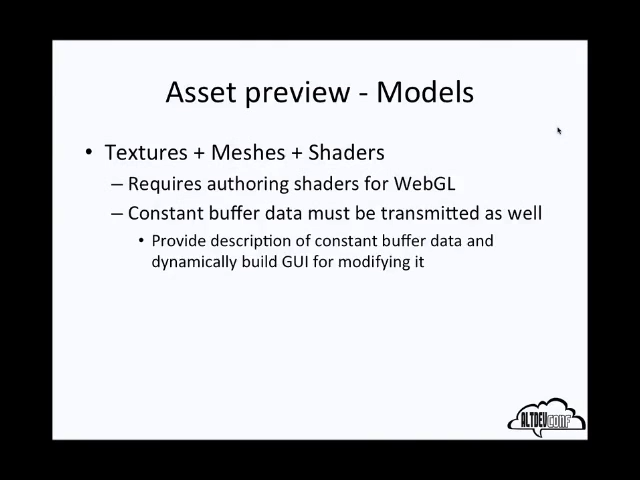 Asset preview - Models
• Textures + Meshes + Shaders
– Requires authoring shaders for WebGL
– Constant buffer data must be transmitted as well
• Provide description of constant buffer data and
dynamically build GUI for modifying it
ALTDEVCONF